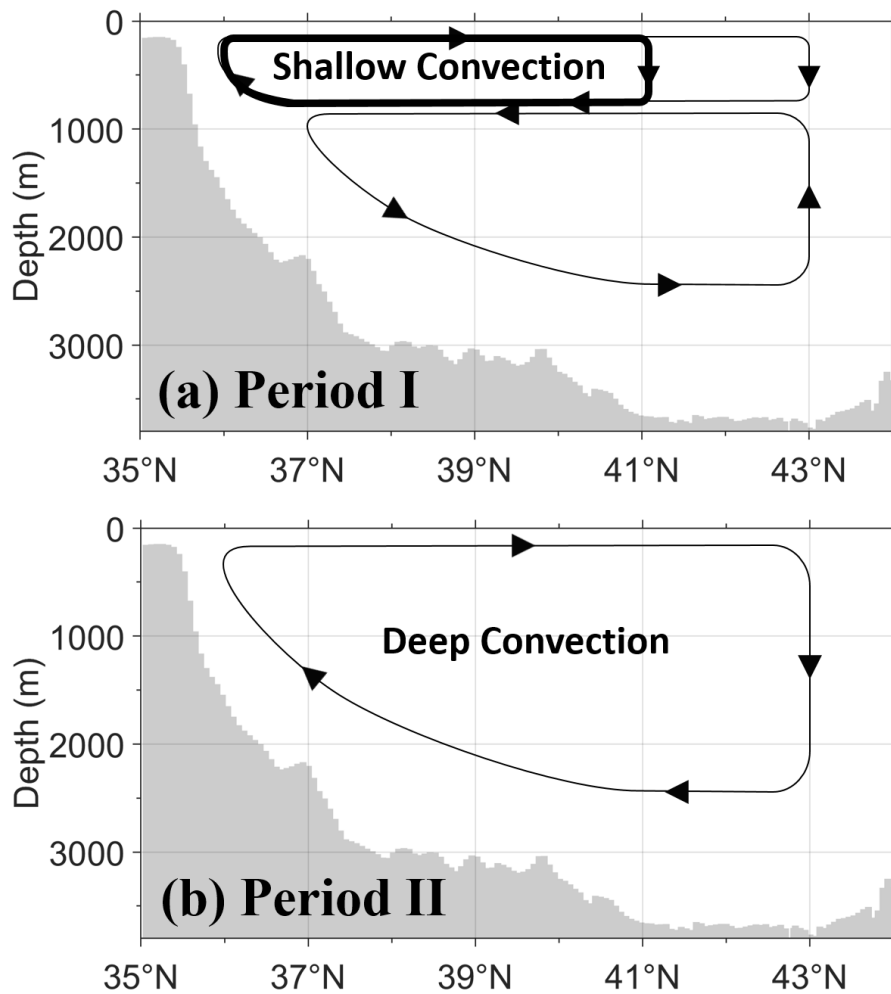 0
Shallow Convection
1000
Depth (m)
2000
3000
(a) Period I
35°N 37°N 39°N 41°N 43°N
0
1000
Deep Convection
Depth (m)
2000
3000
(b) Period II
35°N 37°N 39°N 41°N 43°N